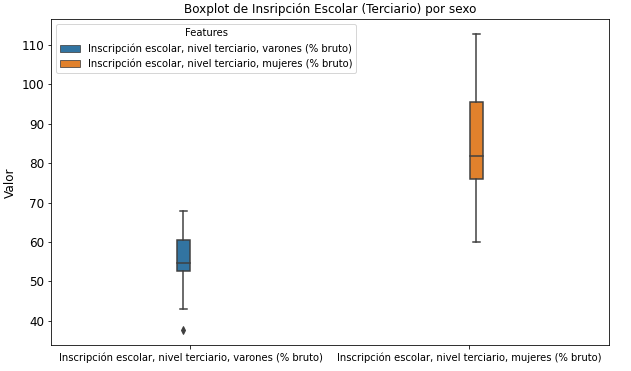 Boxplot de Insripción Escolar (Terciario) por sexo
Features
Inscripción escolar, nivel terciario, varones (% bruto)
Inscripción escolar, nivel terciario, mujeres (% bruto)
110
100
90
80
70
60
50
40
Valor
Inscripción escolar, nivel terciario, varones (% bruto)
Inscripción escolar, nivel terciario, mujeres (% bruto)